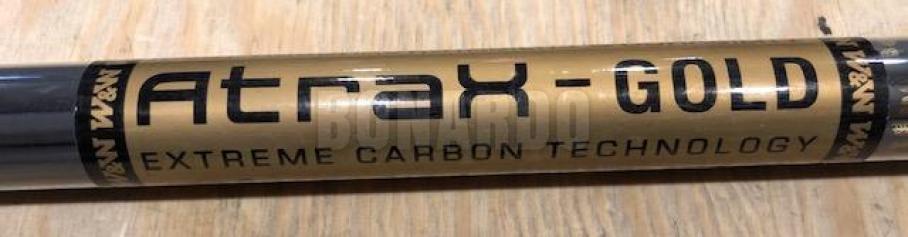 Atrax-GOLD
EXTREME CARBON TECHNOLOGY
BONARDO